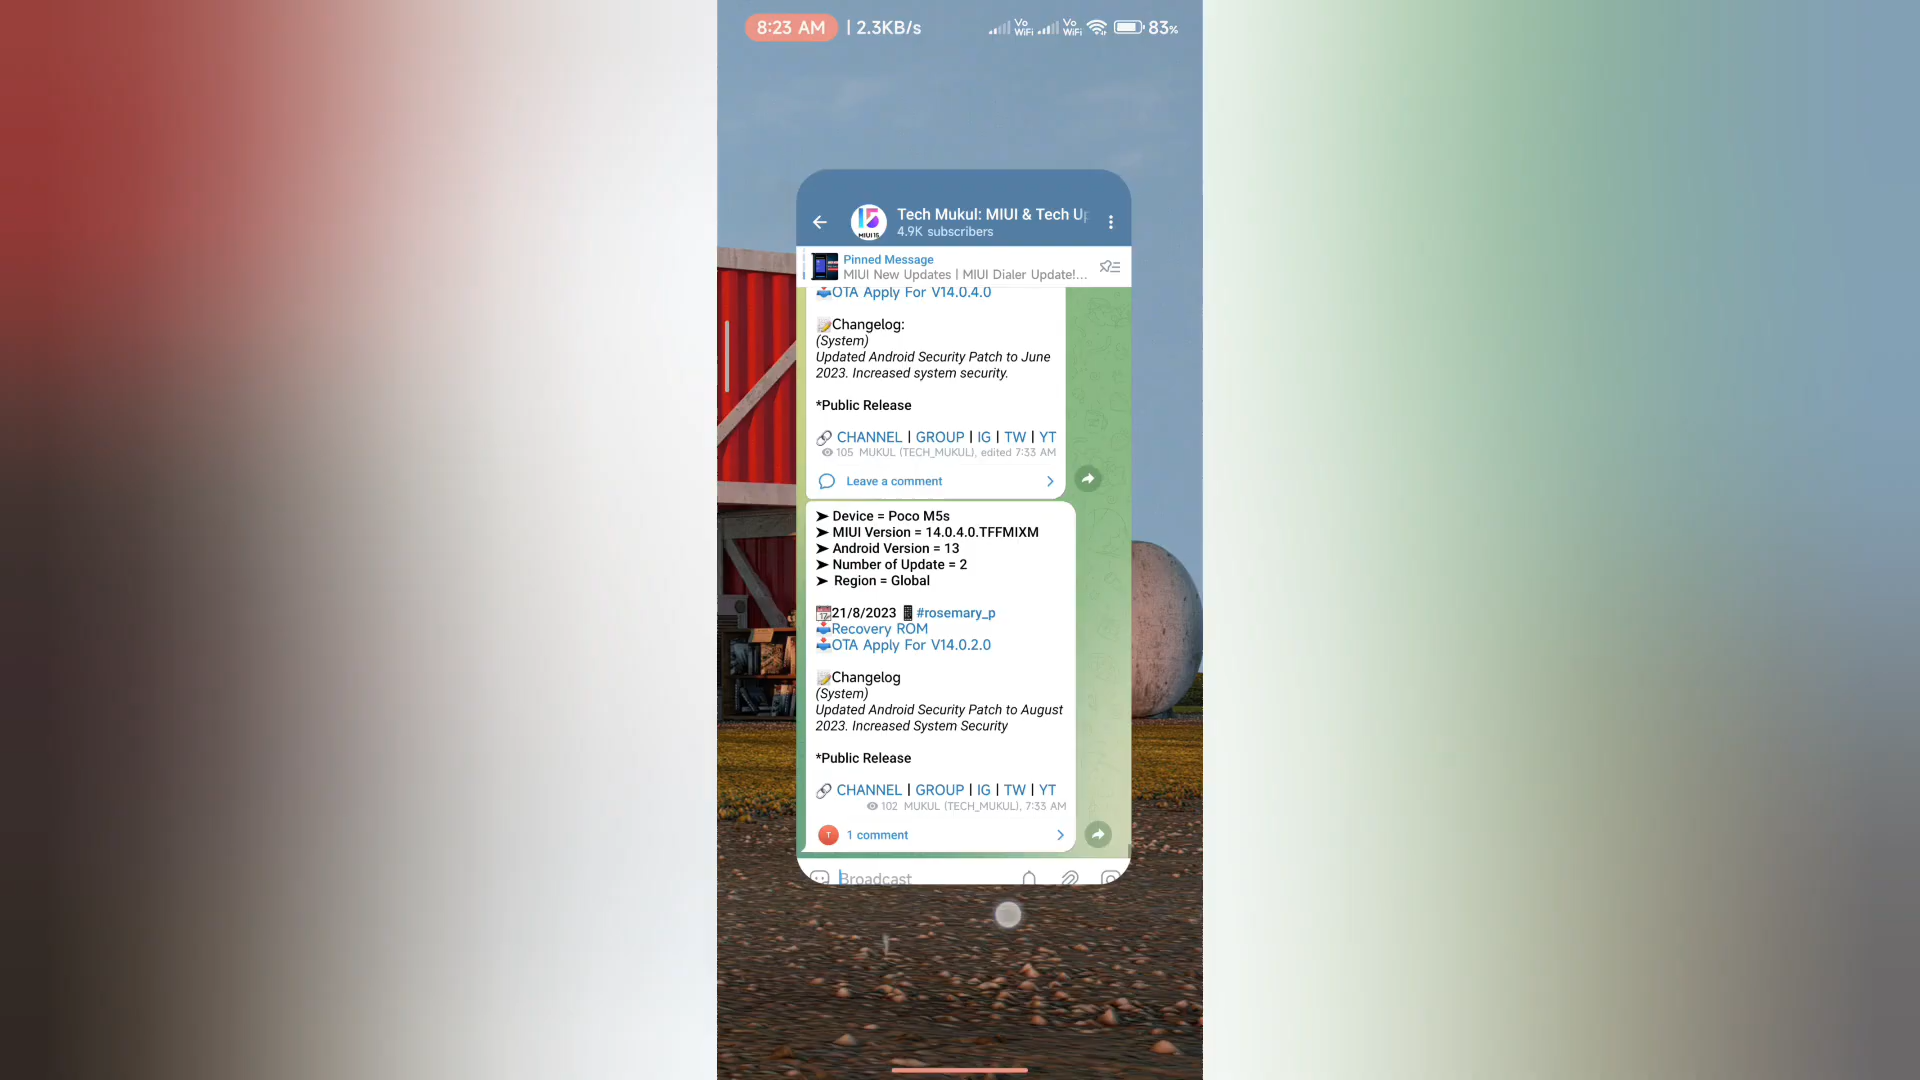 8:23 AM | 2.3KB/s Vo WiFi Vo WiFi 83%
MIUI 15
Tech Mukul: MIUI & Tech Up
4.9K subscribers
Pinned Message
MIUI New Updates | MIUI Dialer Update!...
OTA Apply For V14.0.4.0
Changelog:
(System)
Updated Android Security Patch to June
2023. Increased system security.
*Public Release
CHANNEL | GROUP | IG | TW | YT
105 MUKUL (TECH_MUKUL), edited 7:33 AM
Leave a comment
➤ Device = Poco M5s
➤ MIUI Version = 14.0.4.0.TFFMIXM
➤ Android Version = 13
➤ Number of Update = 2
➤ Region = Global
21/8/2023 #rosemary_p
Recovery ROM
OTA Apply For V14.0.2.0
Changelog
(System)
Updated Android Security Patch to August
2023. Increased System Security
*Public Release
CHANNEL | GROUP | IG | TW | YT
102 MUKUL (TECH_MUKUL), 7:33 AM
T 1 comment
Broadcast